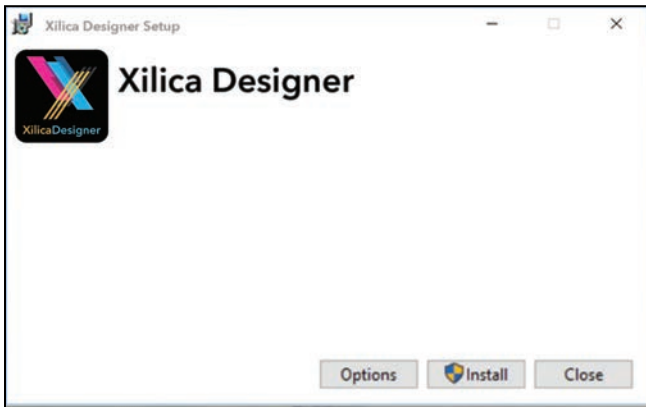 Xilica Designer Setup
Xilica Designer
XilicaDesigner
Options Install Close